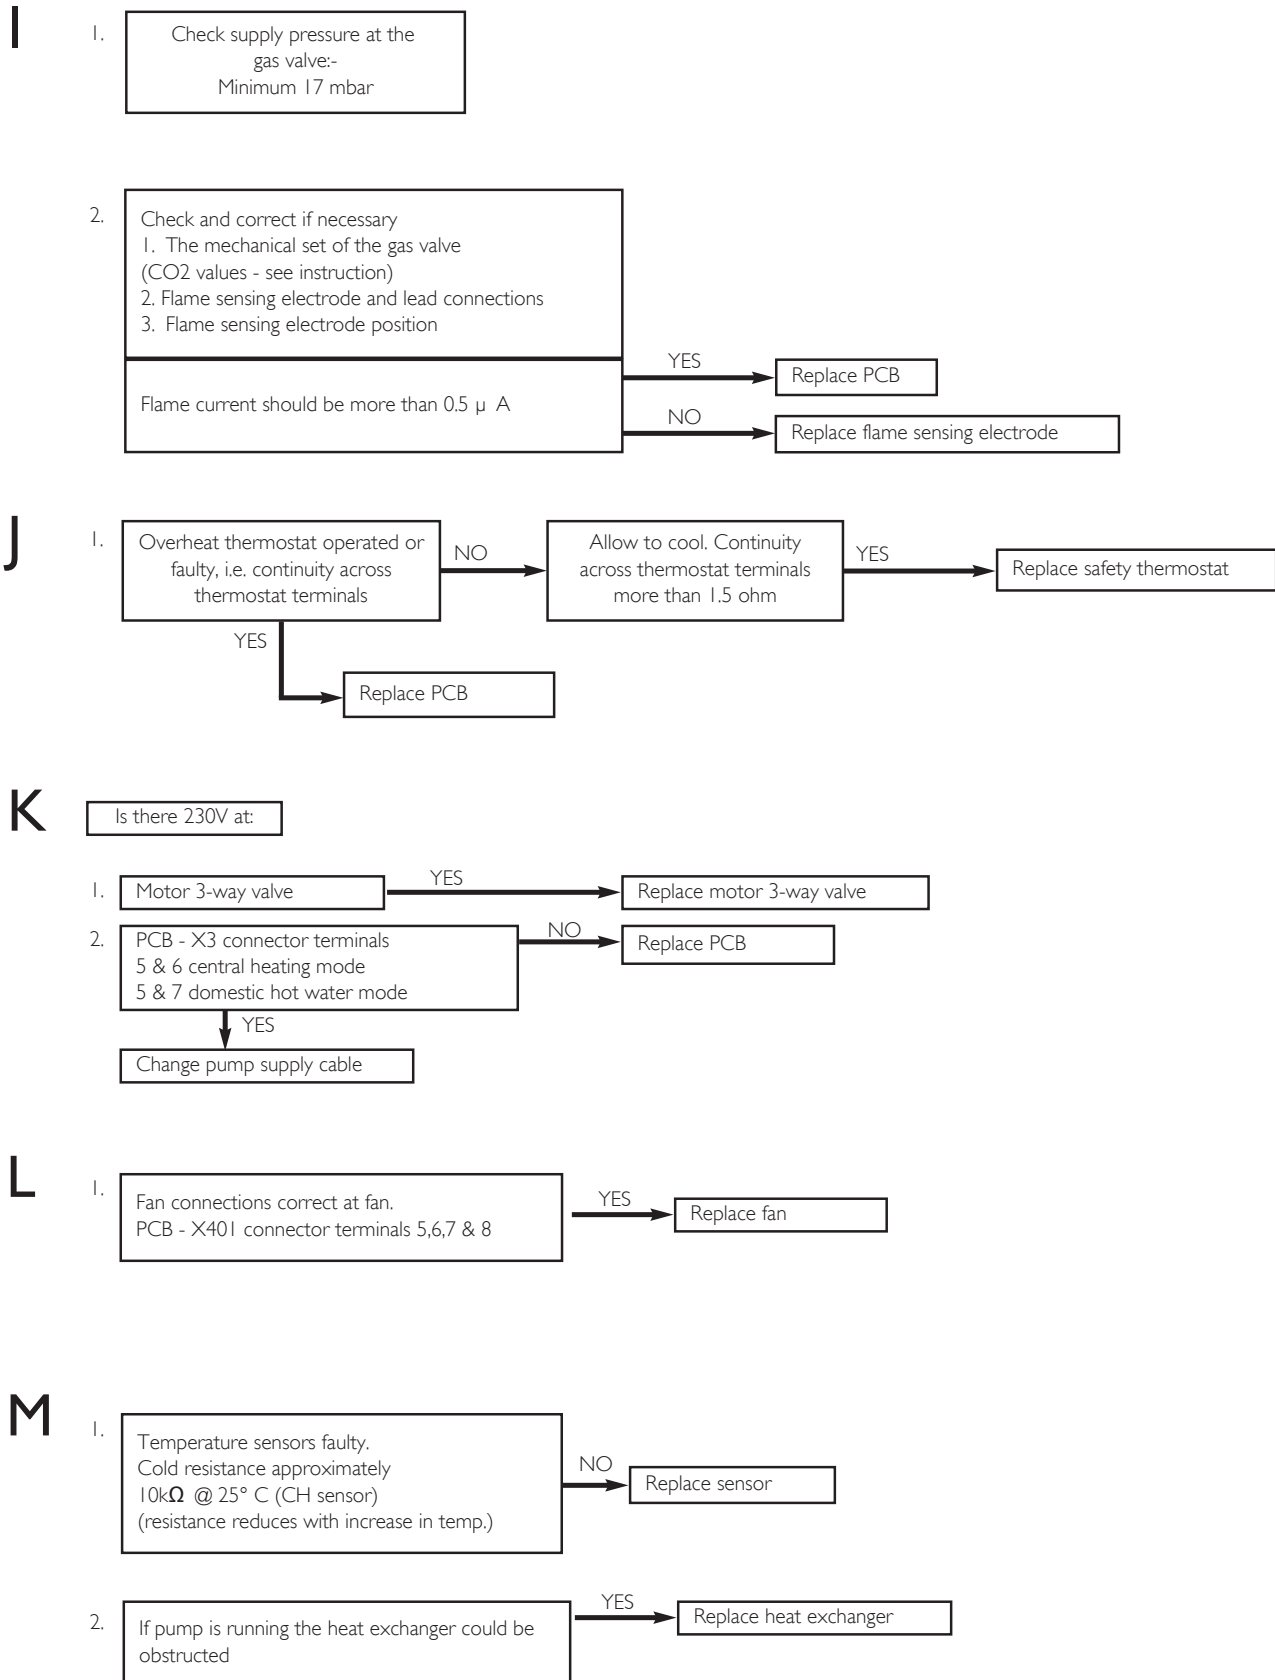 I
1.
Check supply pressure at the
gas valve:-
Minimum 17 mbar
2.
Check and correct if necessary
1. The mechanical set of the gas valve
(CO2 values - see instruction)
2. Flame sensing electrode and lead connections
3. Flame sensing electrode position
Flame current should be more than 0.5 µ A
YES
Replace PCB
NO
Replace flame sensing electrode
J
1.
Overheat thermostat operated or
faulty, i.e. continuity across
thermostat terminals
NO
Allow to cool. Continuity
across thermostat terminals
more than 1.5 ohm
YES
Replace safety thermostat
YES
Replace PCB
K
Is there 230V at:
1.
Motor 3-way valve
YES
Replace motor 3-way valve
2.
PCB - X3 connector terminals
5 & 6 central heating mode
5 & 7 domestic hot water mode
NO
Replace PCB
YES
Change pump supply cable
L
1.
Fan connections correct at fan.
PCB - X401 connector terminals 5,6,7 & 8
YES
Replace fan
M
1.
Temperature sensors faulty.
Cold resistance approximately
10kΩ @ 25° C (CH sensor)
(resistance reduces with increase in temp.)
NO
Replace sensor
2.
If pump is running the heat exchanger could be
obstructed
YES
Replace heat exchanger